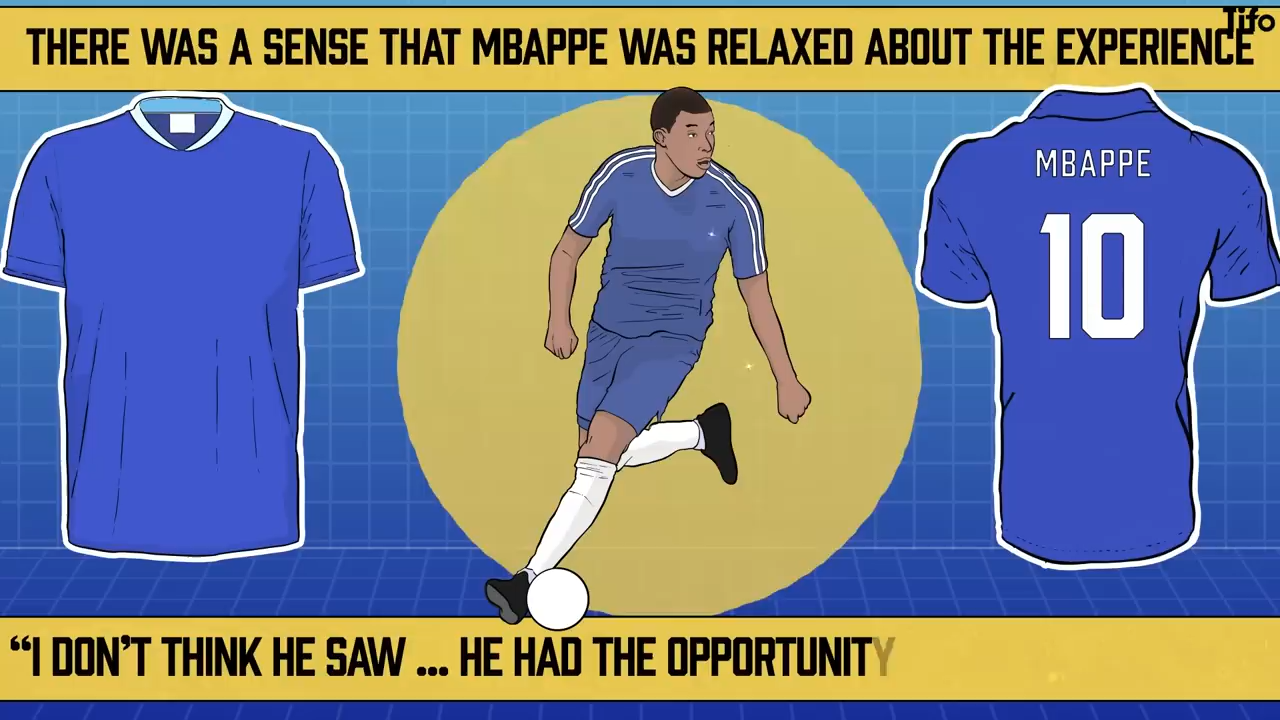 Tifo
THERE WAS A SENSE THAT MBAPPE WAS RELAXED ABOUT THE EXPERIENCE
MBAPPE
10
“I DON’T THINK HE SAW ... HE HAD THE OPPORTUNITY